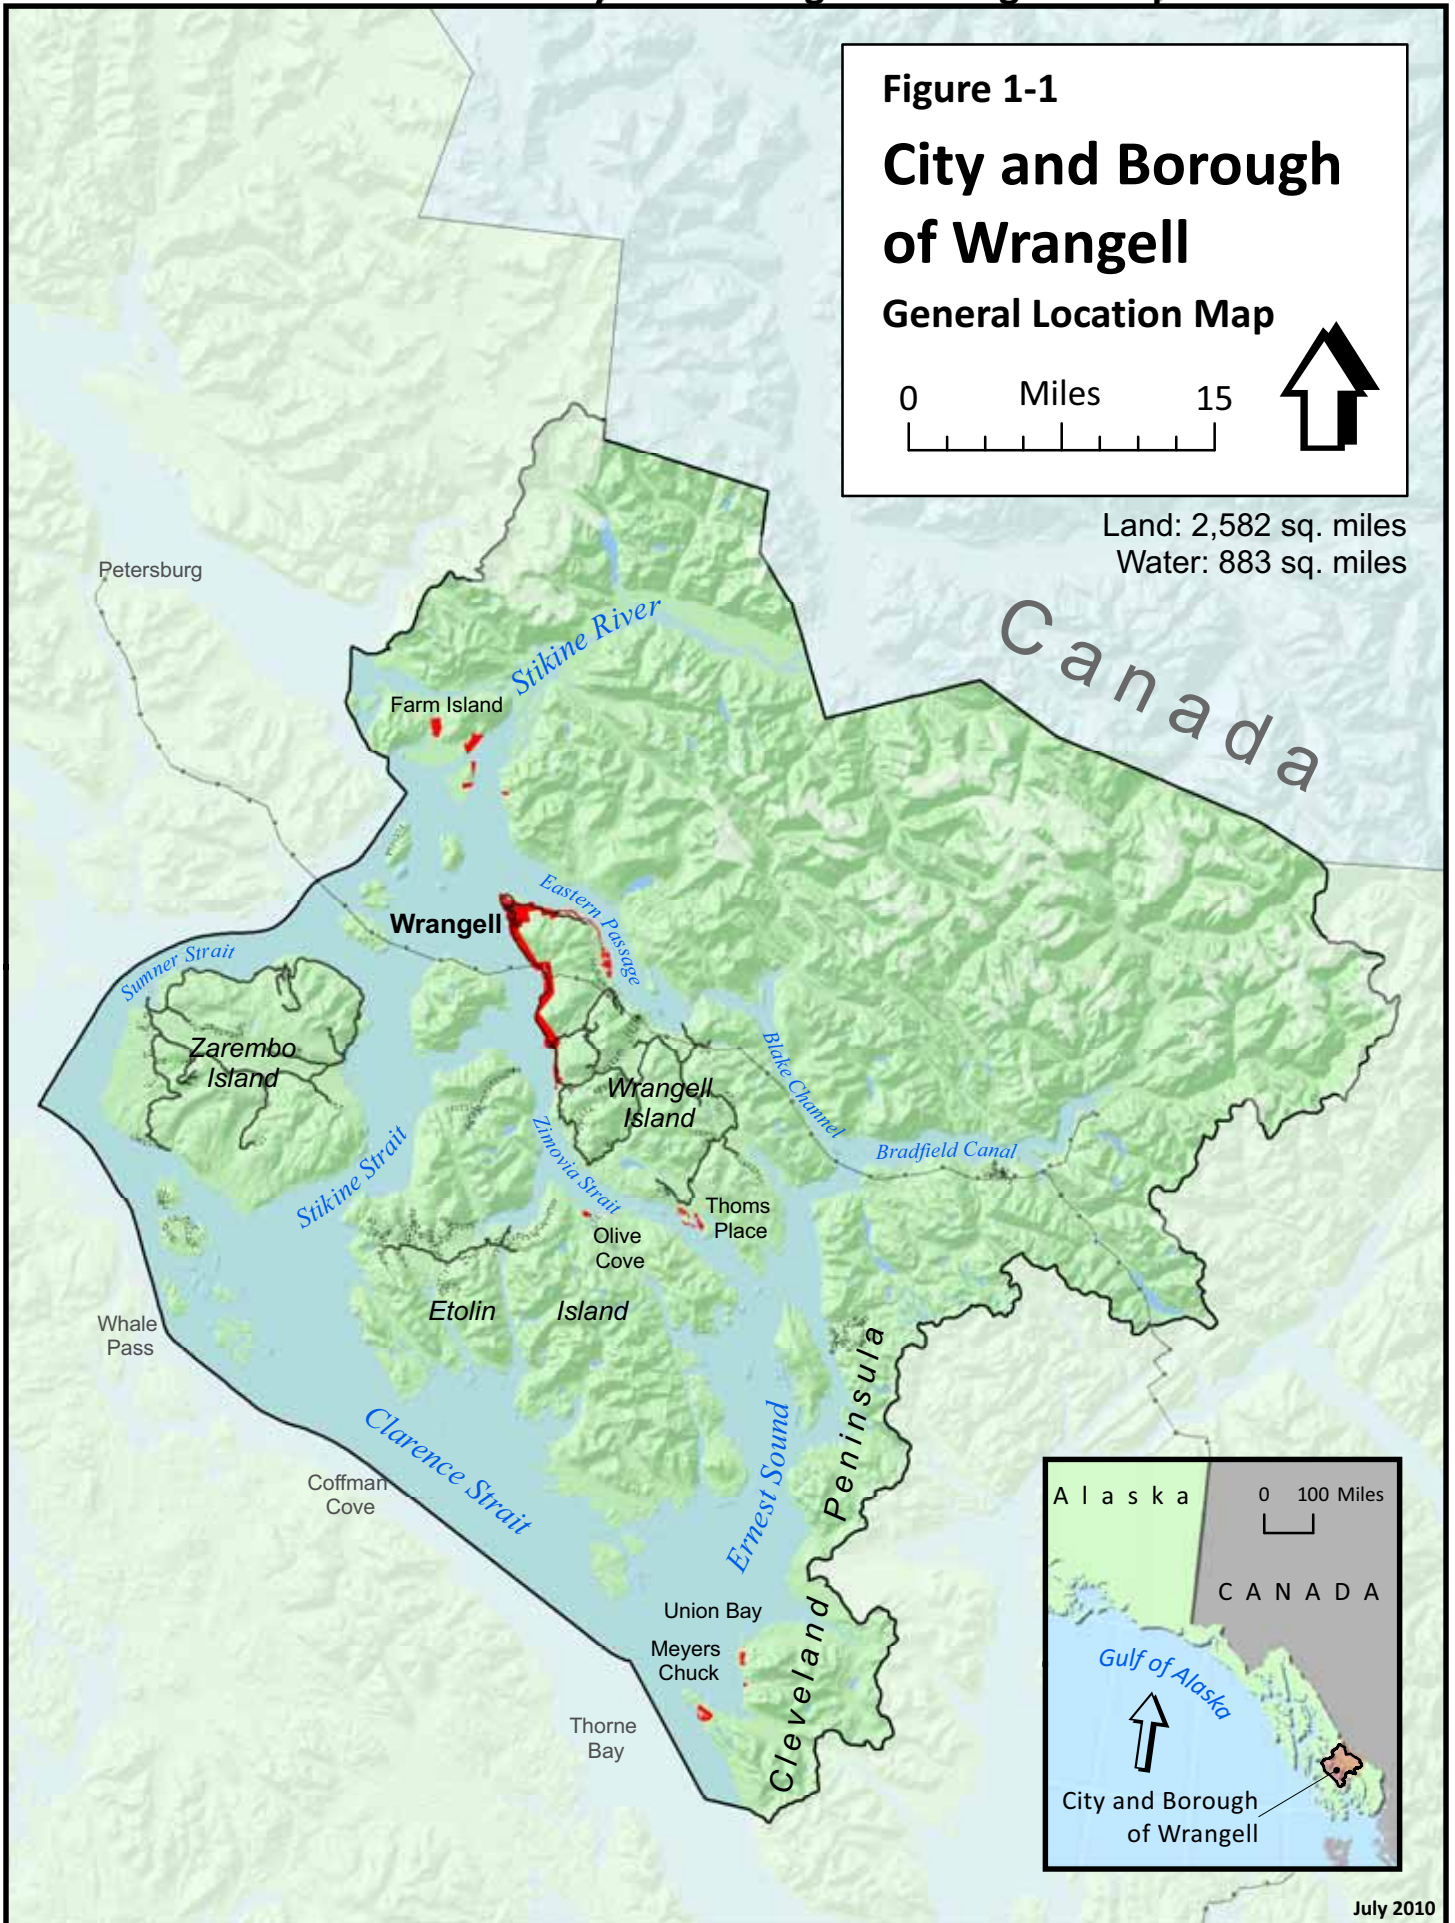 Figure 1-1
City and Borough
of Wrangell
General Location Map
0 Miles 15
Land: 2,582 sq. miles
Water: 883 sq. miles
Canada
Petersburg
Stikine River
Farm Island
Eastern Passage
Wrangell
Sumner Strait
Zarembo
Island
Blake Channel
Wrangell
Island
Zimovia Strait
Bradfield Canal
Stikine Strait
Thoms
Place
Olive
Cove
Etolin Island
Whale
Pass
Peninsula
Clarence Strait
Ernest Sound
Coffman
Cove
Union Bay
Meyers
Chuck
Cleveland
Thorne
Bay
Alaska
0 100 Miles
CANADA
Gulf of Alaska
City and Borough
of Wrangell
July 2010